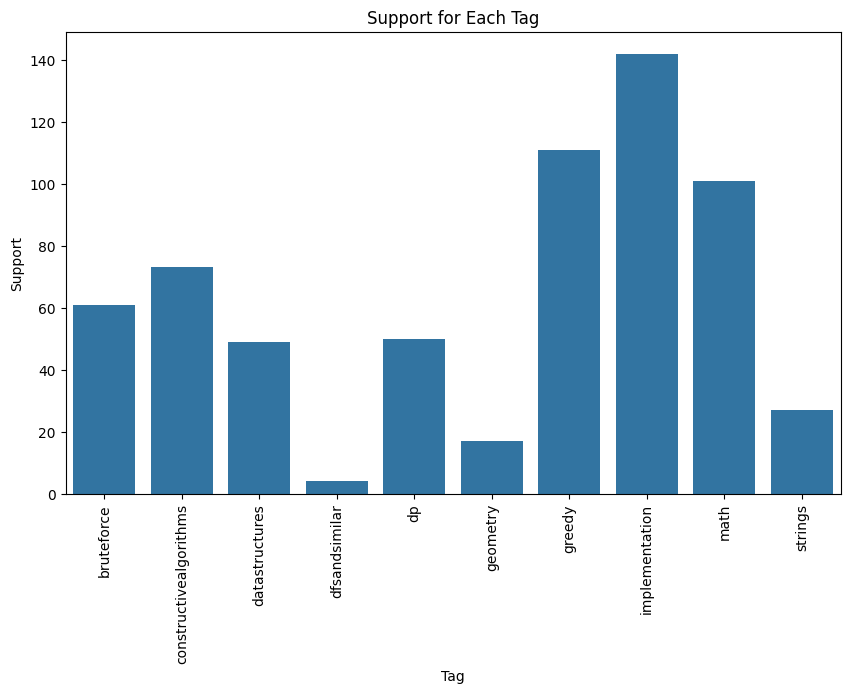 Support for Each Tag
Support
140
120
100
80
60
40
20
0
bruteforce
constructivealgorithms
datastructures
dfsandsimilar
dp
geometry
greedy
implementation
math
strings
Tag